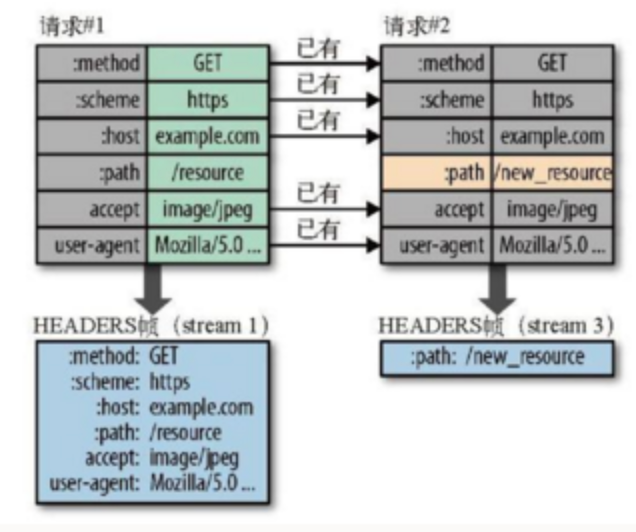 请求#1
:method GET
:scheme https
:host example.com
:path /resource
accept image/jpeg
user-agent Mozilla/5.0 ...
已有
已有
已有
已有
已有
请求#2
:method GET
:scheme https
:host example.com
:path /new_resource
accept image/jpeg
user-agent Mozilla/5.0 ...
HEADERS帧（stream 1）
:method: GET
:scheme: https
:host: example.com
:path: /resource
accept: image/jpeg
user-agent: Mozilla/5.0 ...
HEADERS帧（stream 3）
:path: /new_resource